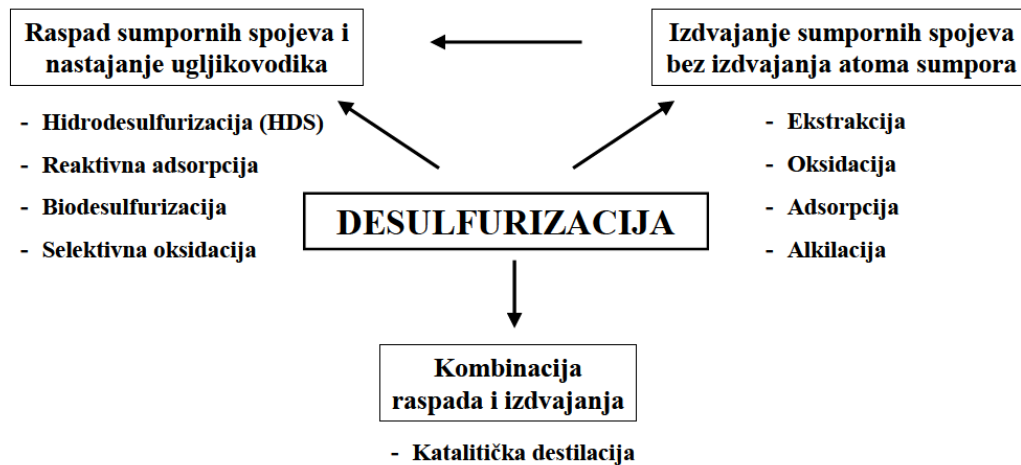 Raspad sumpornih spojeva i
nastajanje ugljikovodika
- Hidrodesulfurizacija (HDS)
- Reaktivna adsorpcija
- Biodesulfurizacija
- Selektivna oksidacija
Izdvajanje sumpornih spojeva
bez izdvajanja atoma sumpora
- Ekstrakcija
- Oksidacija
- Adsorpcija
- Alkilacija
DESULFURIZACIJA
Kombinacija
raspada i izdvajanja
- Katalitička destilacija